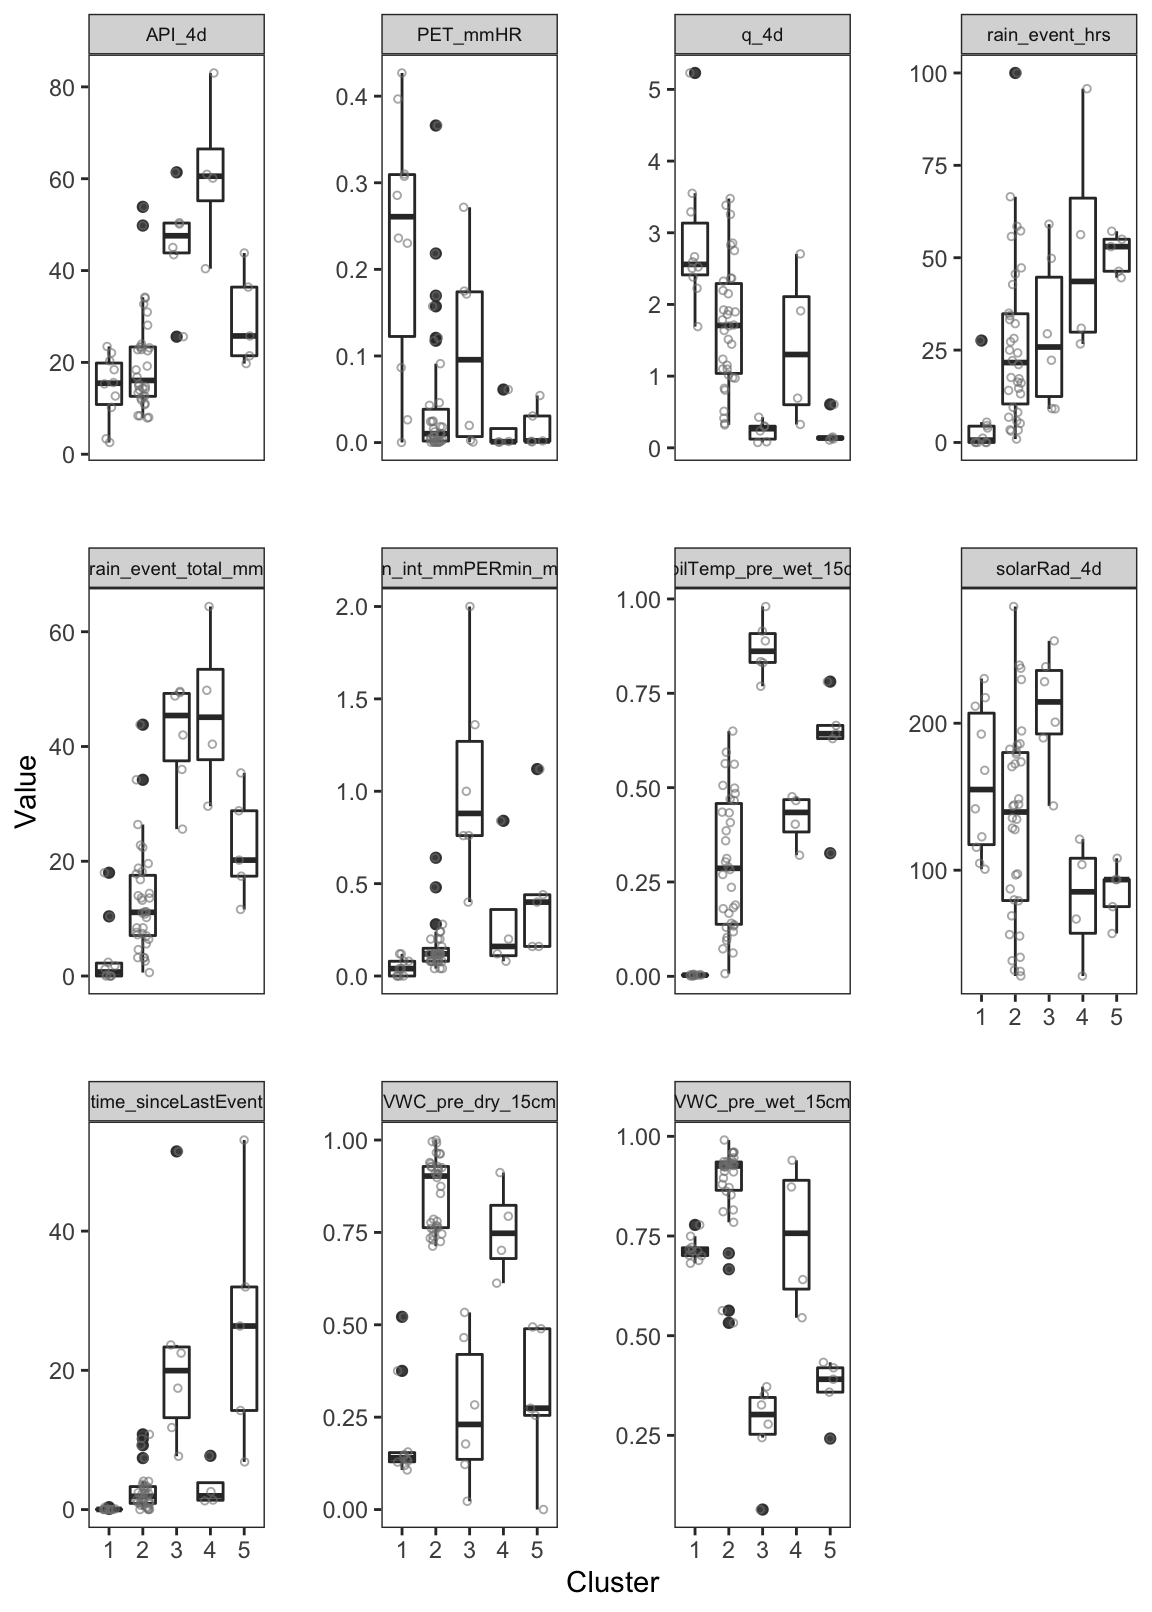 API_4d
PET_mmHR
q_4d
rain_event_hrs
80
60
40
20
0
0.4
0.3
0.2
0.1
0.0
5
4
3
2
1
0
100
75
50
25
0
rain_event_total_mm
n_int_mmPERmin_m
oilTemp_pre_wet_15c
solarRad_4d
60
40
20
0
2.0
1.5
1.0
0.5
0.0
1.00
0.75
0.50
0.25
0.00
200
100
1 2 3 4 5
Value
time_sinceLastEvent
VWC_pre_dry_15cm
VWC_pre_wet_15cm
40
20
0
1.00
0.75
0.50
0.25
0.00
1.00
0.75
0.50
0.25
1 2 3 4 5
1 2 3 4 5
1 2 3 4 5
Cluster